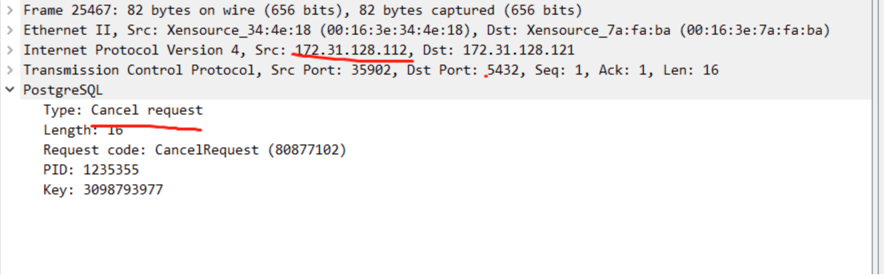 Frame 25467: 82 bytes on wire (656 bits), 82 bytes captured (656 bits)
Ethernet II, Src: Xensource_34:4e:18 (00:16:3e:34:4e:18), Dst: Xensource_7a:fa:ba (00:16:3e:7a:fa:ba)
Internet Protocol Version 4, Src: 172.31.128.112, Dst: 172.31.128.121
Transmission Control Protocol, Src Port: 35902, Dst Port: 5432, Seq: 1, Ack: 1, Len: 16
PostgreSQL
Type: Cancel request
Length: 16
Request code: CancelRequest (80877102)
PID: 1235355
Key: 3098793977